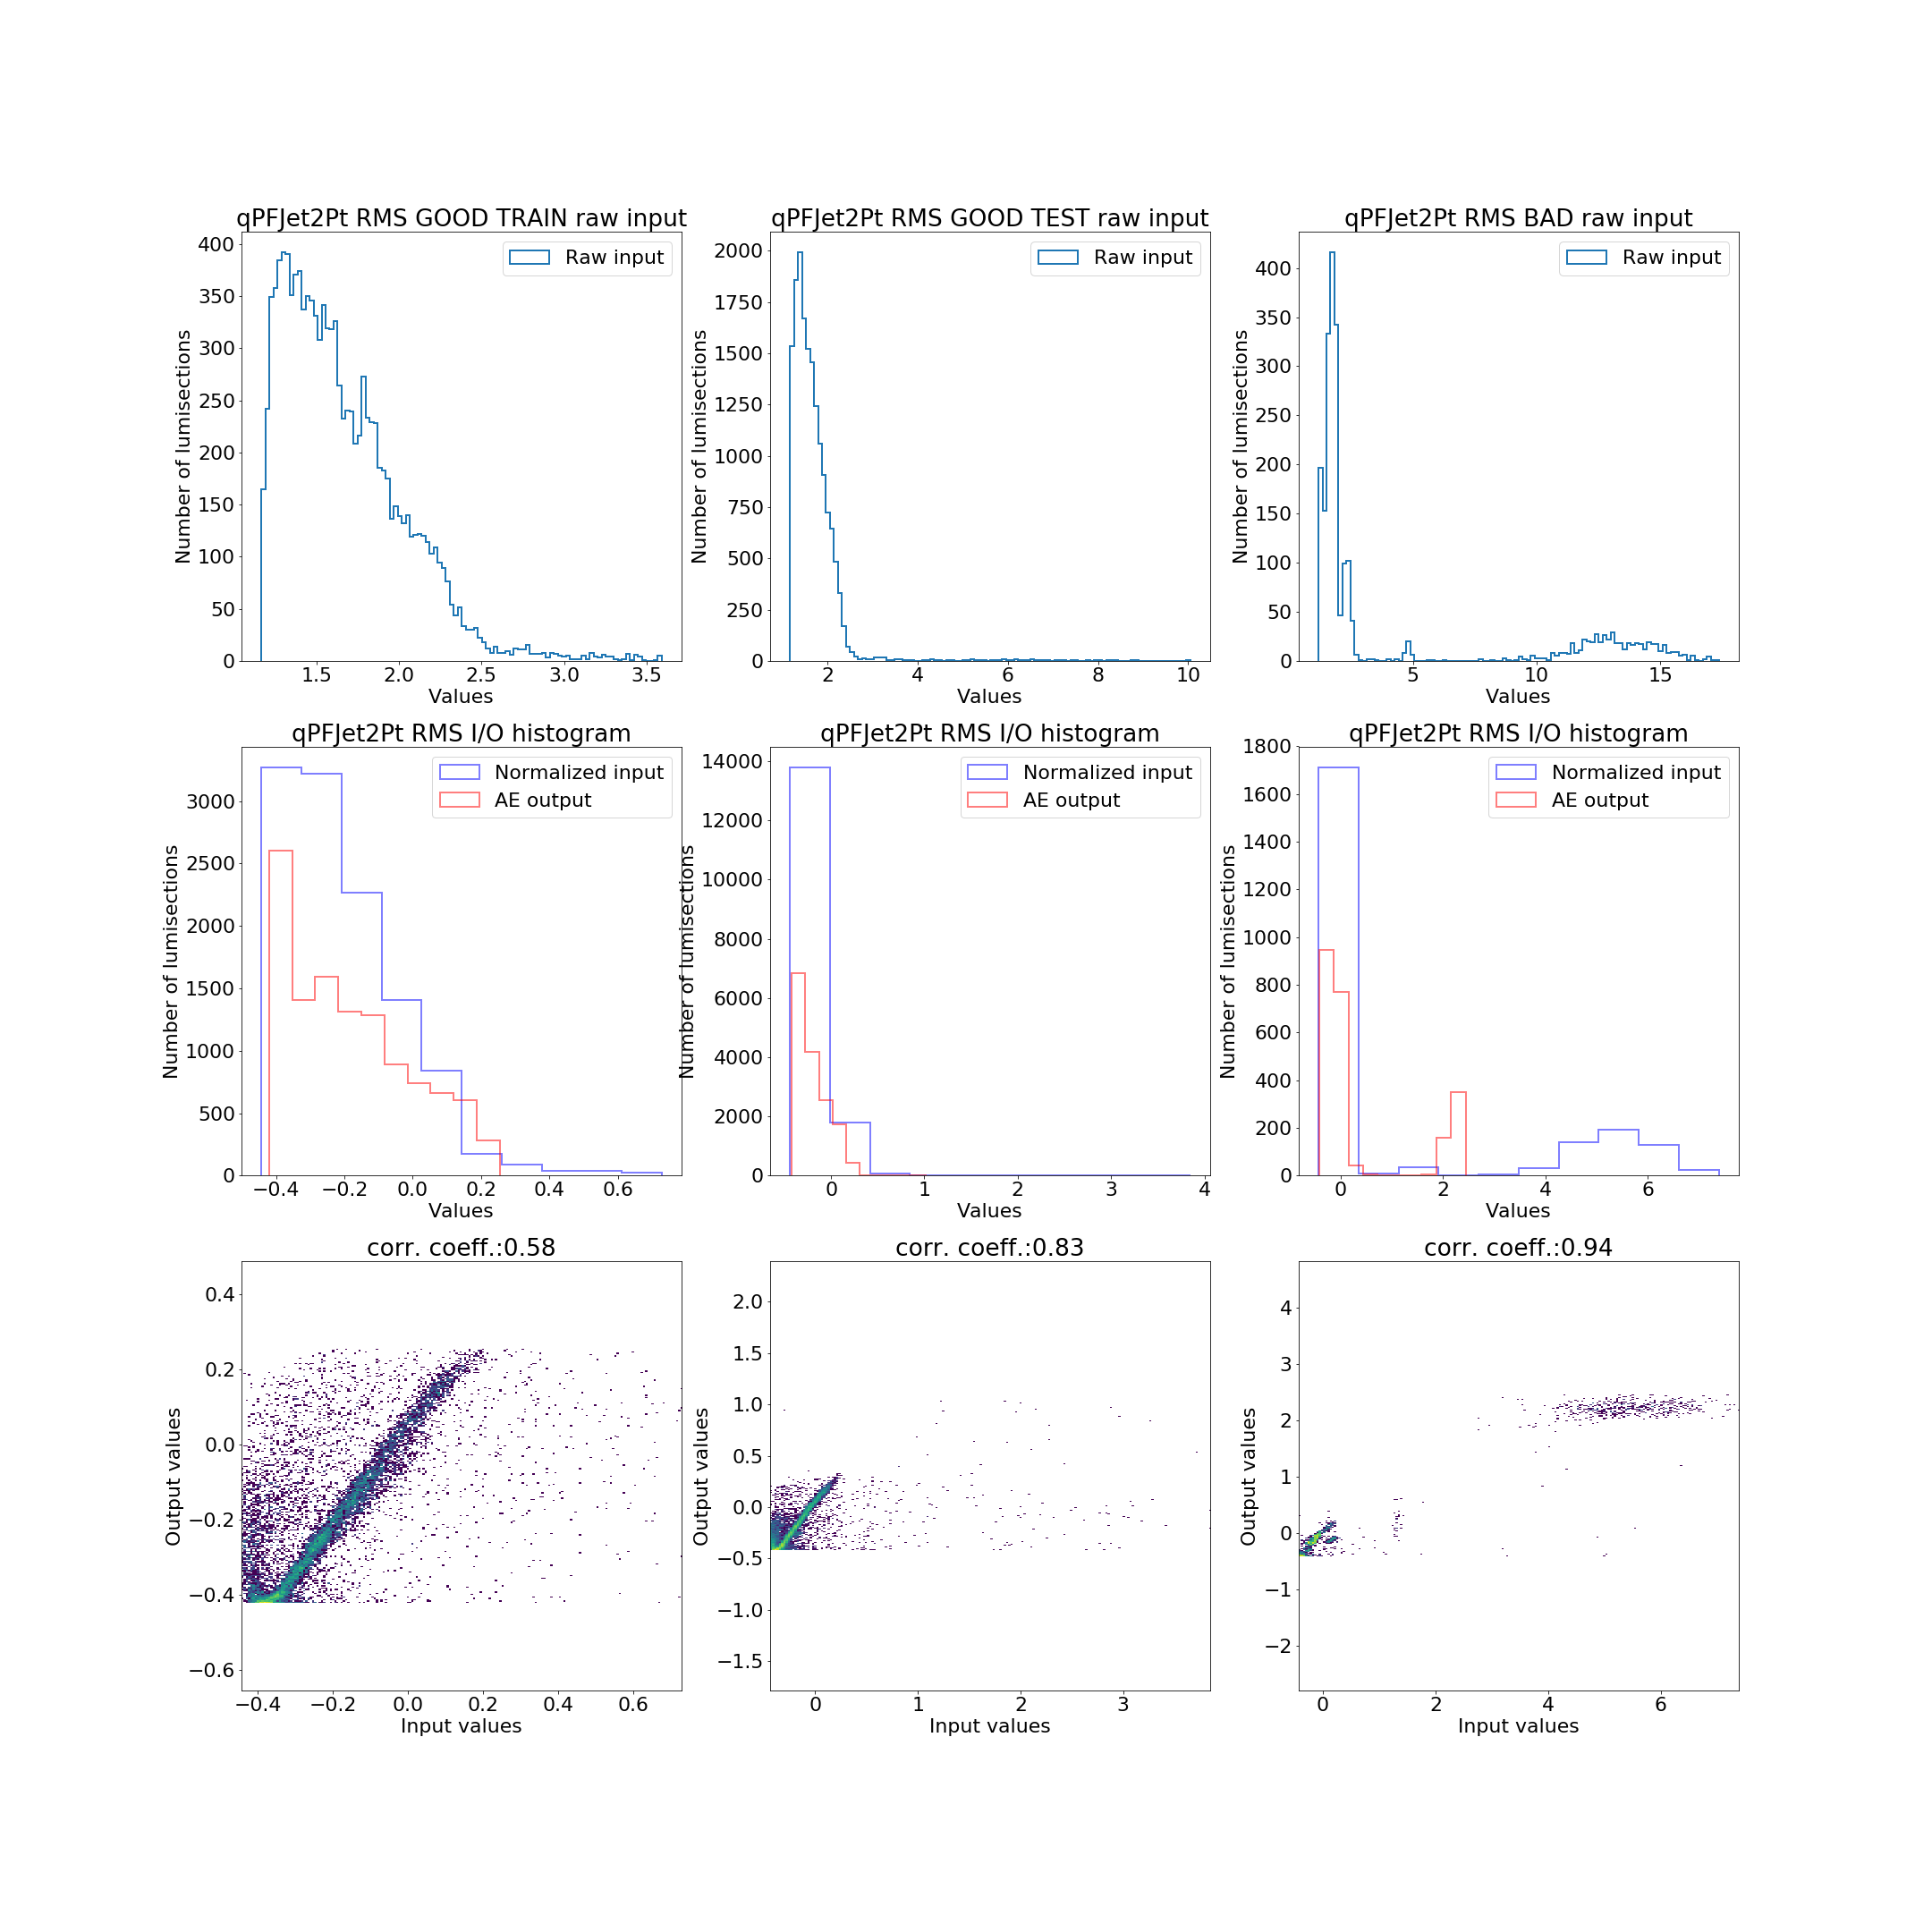 qPFJet2Pt RMS GOOD TRAIN raw input
Raw input
Number of lumisections
400
350
300
250
200
150
100
50
0
1.5 2.0 2.5 3.0 3.5
Values
qPFJet2Pt RMS GOOD TEST raw input
Raw input
Number of lumisections
2000
1750
1500
1250
1000
750
500
250
0
2 4 6 8 10
Values
qPFJet2Pt RMS BAD raw input
Raw input
Number of lumisections
400
350
300
250
200
150
100
50
0
5 10 15
Values
qPFJet2Pt RMS I/O histogram
Normalized input
AE output
Number of lumisections
3000
2500
2000
1500
1000
500
0
−0.4 −0.2 0.0 0.2 0.4 0.6
Values
qPFJet2Pt RMS I/O histogram
Normalized input
AE output
Number of lumisections
14000
12000
10000
8000
6000
4000
2000
0
0 1 2 3 4
Values
qPFJet2Pt RMS I/O histogram
Normalized input
AE output
Number of lumisections
1800
1600
1400
1200
1000
800
600
400
200
0
0 2 4 6
Values
corr. coeff.:0.58
Output values
0.4
0.2
0.0
−0.2
−0.4
−0.6
−0.4 −0.2 0.0 0.2 0.4 0.6
Input values
corr. coeff.:0.83
Output values
2.0
1.5
1.0
0.5
0.0
−0.5
−1.0
−1.5
0 1 2 3
Input values
corr. coeff.:0.94
Output values
4
3
2
1
0
−1
−2
0 2 4 6
Input values